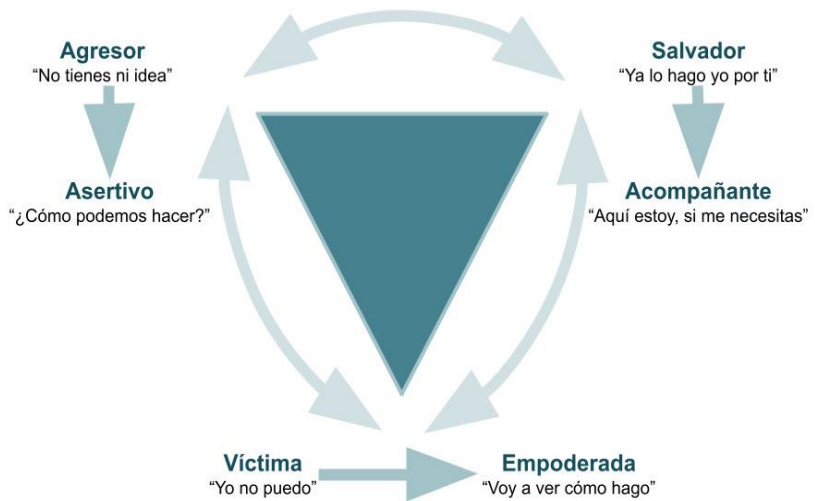 Agresor
“No tienes ni idea”
Salvador
“Ya lo hago yo por ti”
Asertivo
“¿Cómo podemos hacer?”
Acompañante
“Aquí estoy, si me necesitas”
Víctima
“Yo no puedo”
Empoderada
“Voy a ver cómo hago”